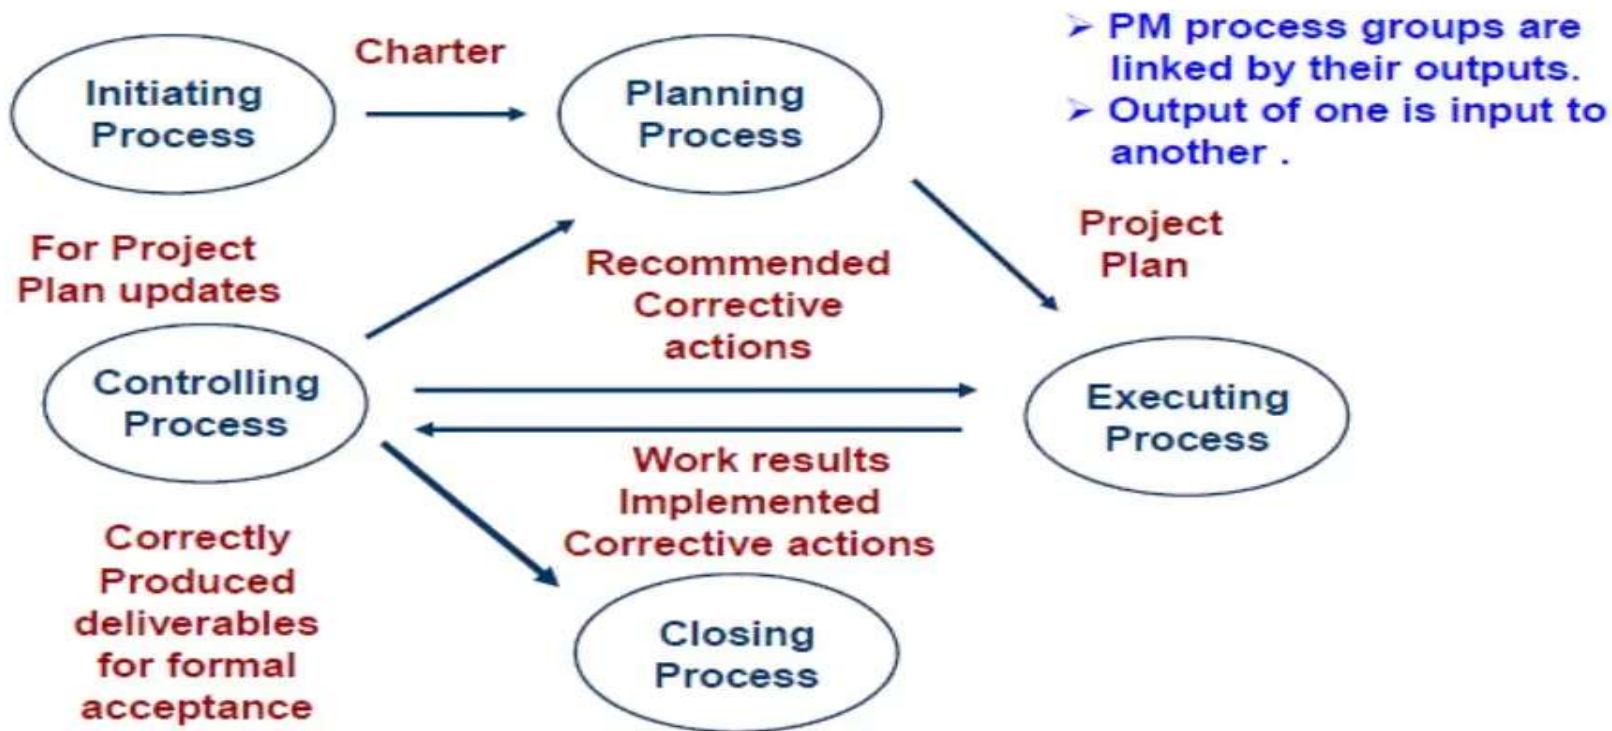 Initiating
Process
Charter
Planning
Process
➢ PM process groups are
linked by their outputs.
➢ Output of one is input to
another .
For Project
Plan updates
Recommended
Corrective
actions
Project
Plan
Controlling
Process
Executing
Process
Work results
Implemented
Corrective actions
Correctly
Produced
deliverables
for formal
acceptance
Closing
Process